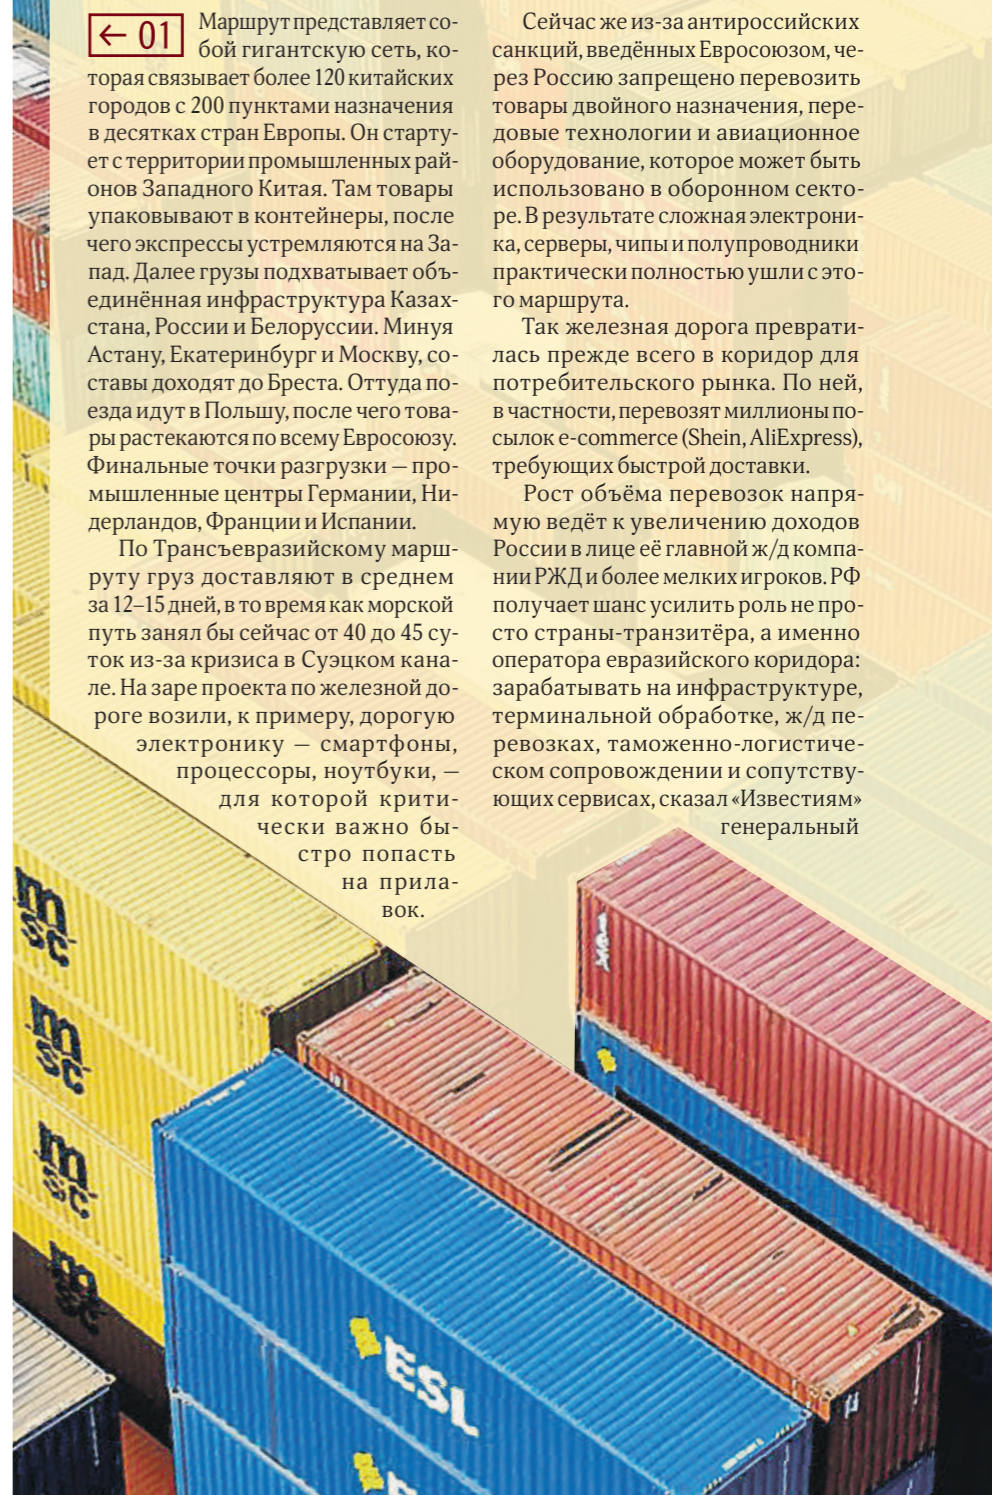 ← 01
Маршрут представляет со-
бой гигантскую сеть, ко-
торая связывает более 120 китайских
городов с 200 пунктами назначения
в десятках стран Европы. Он старту-
ет с территории промышленных рай-
онов Западного Китая. Там товары
упаковывают в контейнеры, после
чего экспрессы устремляются на За-
пад. Далее грузы подхватывает объ-
единённая инфраструктура Казах-
стана, России и Белоруссии. Минуя
Астану, Екатеринбург и Москву, со-
ставы доходят до Бреста. Оттуда по-
езда идут в Польшу, после чего това-
ры растекаются по всему Евросоюзу.
Финальные точки разгрузки — про-
мышленные центры Германии, Ни-
дерландов, Франции и Испании.
По Трансъевразийскому марш-
руту груз доставляют в среднем
за 12–15 дней, в то время как морской
путь занял бы сейчас от 40 до 45 су-
ток из-за кризиса в Суэцком кана-
ле. На заре проекта по железной до-
роге возили, к примеру, дорогую
электронику — смартфоны,
процессоры, ноутбуки, —
для которой крити-
чески важно бы-
стро попасть
на прила-
вок.
Сейчас же из-за антироссийских
санкций, введённых Евросоюзом, че-
рез Россию запрещено перевозить
товары двойного назначения, пере-
довые технологии и авиационное
оборудование, которое может быть
использовано в оборонном секто-
ре. В результате сложная электрони-
ка, серверы, чипы и полупроводники
практически полностью ушли с это-
го маршрута.
Так железная дорога преврати-
лась прежде всего в коридор для
потребительского рынка. По ней,
в частности, перевозят миллионы по-
сылок e-commerce (Shein, AliExpress),
требующих быстрой доставки.
Рост объёма перевозок напря-
мую ведёт к увеличению доходов
России в лице её главной ж/д компа-
нии РЖД и более мелких игроков. РФ
получает шанс усилить роль не про-
сто страны-транзитёра, а именно
оператора евразийского коридора:
зарабатывать на инфраструктуре,
терминальной обработке, ж/д пе-
ревозках, таможенно-логистиче-
ском сопровождении и сопутству-
ющих сервисах, сказал «Известиям»
генеральный
msc
msc
msc
msc
ESL